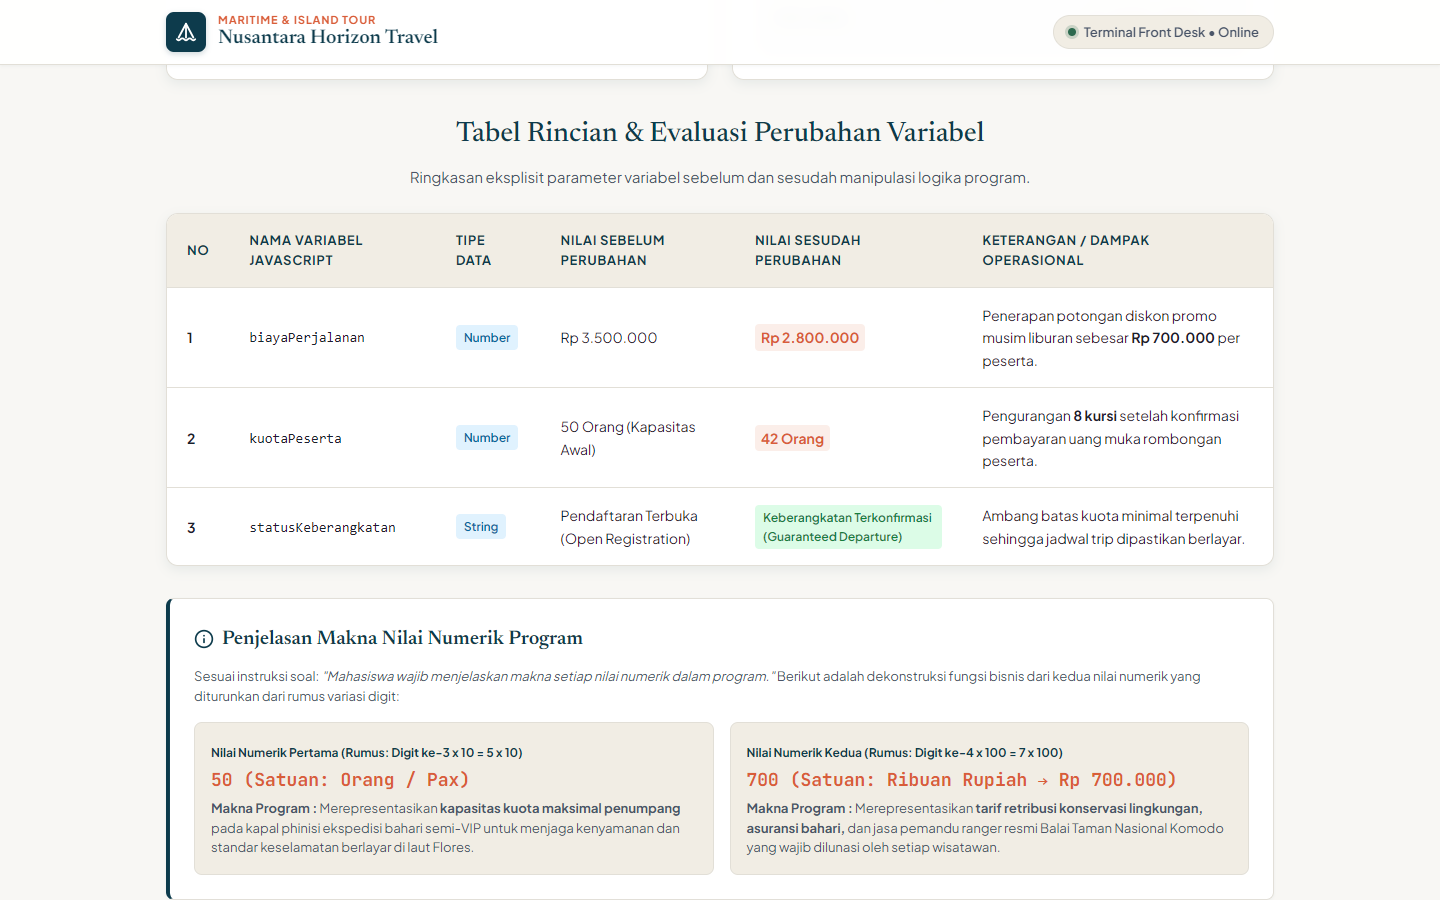 MARITIME & ISLAND TOUR
Nusantara Horizon Travel
Terminal Front Desk • Online
Tabel Rincian & Evaluasi Perubahan Variabel
Ringkasan eksplisit parameter variabel sebelum dan sesudah manipulasi logika program.
NO
NAMA VARIABEL
JAVASCRIPT
TIPE
DATA
NILAI SEBELUM
PERUBAHAN
NILAI SESUDAH
PERUBAHAN
KETERANGAN / DAMPAK
OPERASIONAL
1
biayaPerjalanan
Number
Rp 3.500.000
Rp 2.800.000
Penerapan potongan diskon promo
musim liburan sebesar Rp 700.000 per
peserta.
2
kuotaPeserta
Number
50 Orang (Kapasitas
Awal)
42 Orang
Pengurangan 8 kursi setelah konfirmasi
pembayaran uang muka rombongan
peserta.
3
statusKeberangkatan
String
Pendaftaran Terbuka
(Open Registration)
Keberangkatan Terkonfirmasi
(Guaranteed Departure)
Ambang batas kuota minimal terpenuhi
sehingga jadwal trip dipastikan berlayar.
Penjelasan Makna Nilai Numerik Program
Sesuai instruksi soal: "Mahasiswa wajib menjelaskan makna setiap nilai numerik dalam program." Berikut adalah dekonstruksi fungsi bisnis dari kedua nilai numerik yang
diturunkan dari rumus variasi digit:
Nilai Numerik Pertama (Rumus: Digit ke-3 x 10 = 5 x 10)
50 (Satuan: Orang / Pax)
Makna Program : Merepresentasikan kapasitas kuota maksimal penumpang
pada kapal phinisi ekspedisi bahari semi-VIP untuk menjaga kenyamanan dan
standar keselamatan berlayar di laut Flores.
Nilai Numerik Kedua (Rumus: Digit ke-4 x 100 = 7 x 100)
700 (Satuan: Ribuan Rupiah → Rp 700.000)
Makna Program : Merepresentasikan tarif retribusi konservasi lingkungan,
asuransi bahari, dan jasa pemandu ranger resmi Balai Taman Nasional Komodo
yang wajib dilunasi oleh setiap wisatawan.